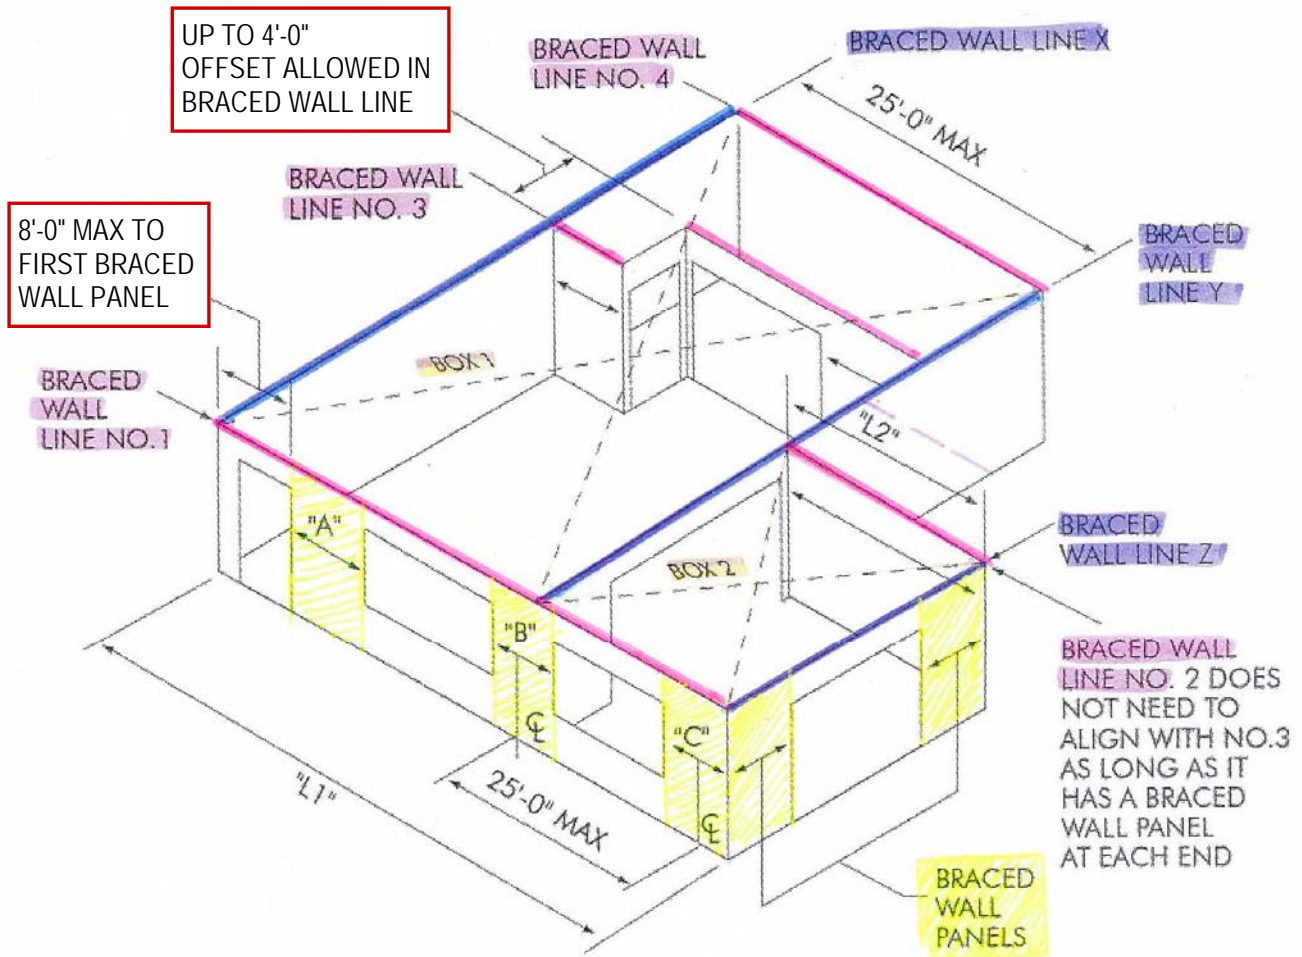 UP TO 4'-0"
OFFSET ALLOWED IN
BRACED WALL LINE
BRACED WALL
LINE NO. 4
BRACED WALL LINE X
25'-0" MAX
BRACED WALL
LINE NO. 3
8'-0" MAX TO
FIRST BRACED
WALL PANEL
BRACED
WALL
LINE Y
BRACED
WALL
LINE NO. 1
BOX 1
"L2"
"A"
BRACED
WALL LINE Z
BOX 2
"B"
"C"
℄
℄
25'-0" MAX
"L1"
BRACED WALL
LINE NO. 2 DOES
NOT NEED TO
ALIGN WITH NO.3
AS LONG AS IT
HAS A BRACED
WALL PANEL
AT EACH END
BRACED
WALL
PANELS